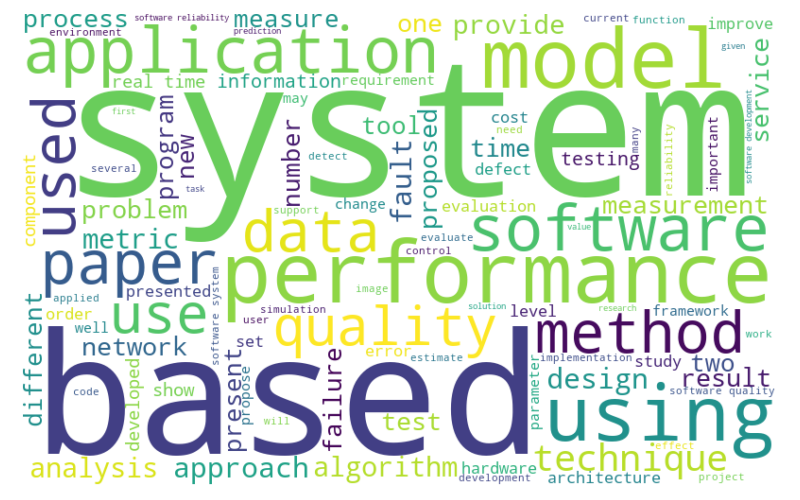 software reliability
process
measure
one
provide
current
function
improve
environment
prediction
application
model
given
real time
information
requirement
service
system
first
may
used
program
new
number
tool
fault
proposed
cost
need
time
testing
many
reliability
important
software development
several
detect
defect
task
component
problem
support
change
evaluation
measurement
metric
data
evaluate
software
value
control
paper
performance
image
applied
presented
software system
simulation
solution
level
research
framework
different
order
well
use
user
quality
method
work
network
set
error
estimate
implementation
study
two
based
present
propose
failure
parameter
design
result
using
code
developed
show
will
test
software quality
effect
technique
analysis
approach
algorithm
hardware
development
architecture
project